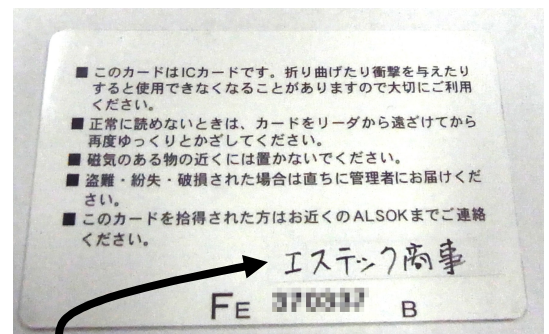 ■ このカードはICカードです。折り曲げたり衝撃を与えたり
すると使用できなくなることがありますので大切にご利用
ください。
■ 正常に読めないときは、カードをリーダから遠ざけてから
再度ゆっくりとかざしてください。
■ 磁気のある物の近くには置かないでください。
■ 盗難・紛失・破損された場合は直ちに管理者にお届けくだ
さい。
■ このカードを拾得された方はお近くのALSOKまでご連絡
ください。
エステック商事
FE B